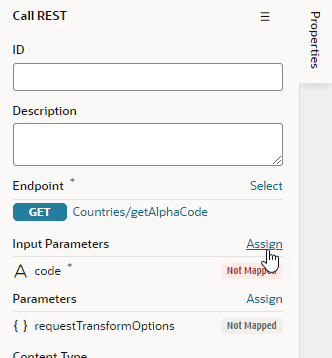 Call REST
Properties
ID
Description
Endpoint * Select
GET Countries/getAlphaCode
Input Parameters Assign
A code * Not Mapped
Parameters Assign
{ } requestTransformOptions Not Mapped
Content Type